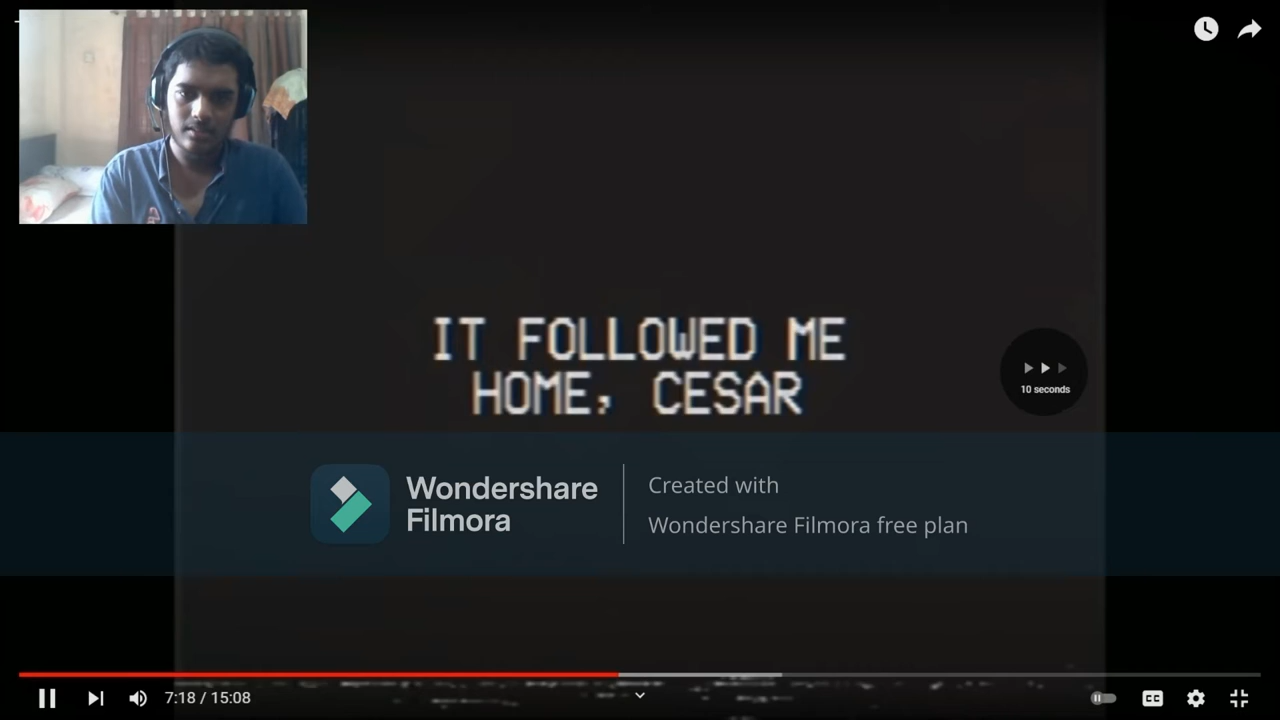 IT FOLLOWED ME
HOME, CESAR
10 seconds
Wondershare
Filmora
Created with
Wondershare Filmora free plan
7:18 / 15:08
CC